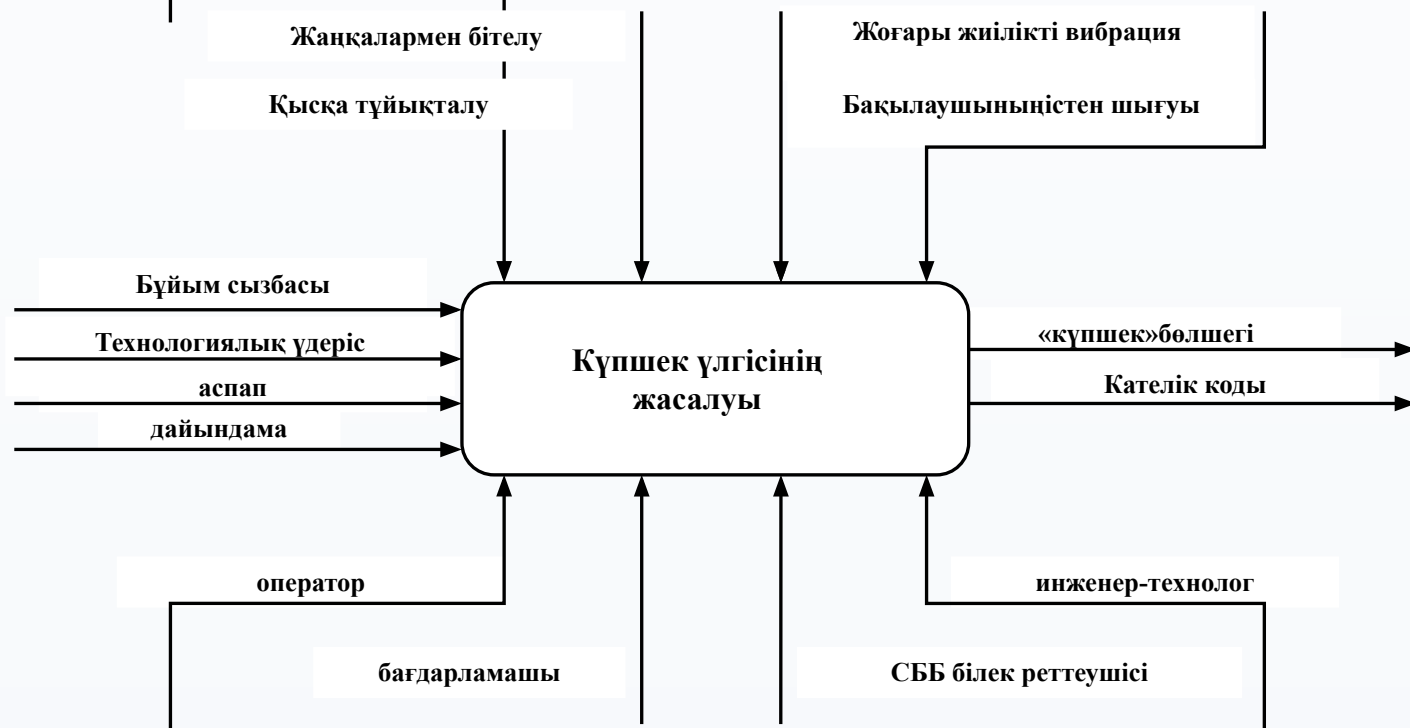 Жаңқалармен бітелу
Жоғары жиілікті вибрация
Қысқа тұйықталу
Бақылаушыныңістен шығуы
Бұйым сызбасы
Технологиялық үдеріс
аспап
дайындама
Күпшек үлгісінің
жасалуы
«күпшек»бөлшегі
Кателік коды
оператор
инженер-технолог
бағдарламашы
СББ білек реттеушісі